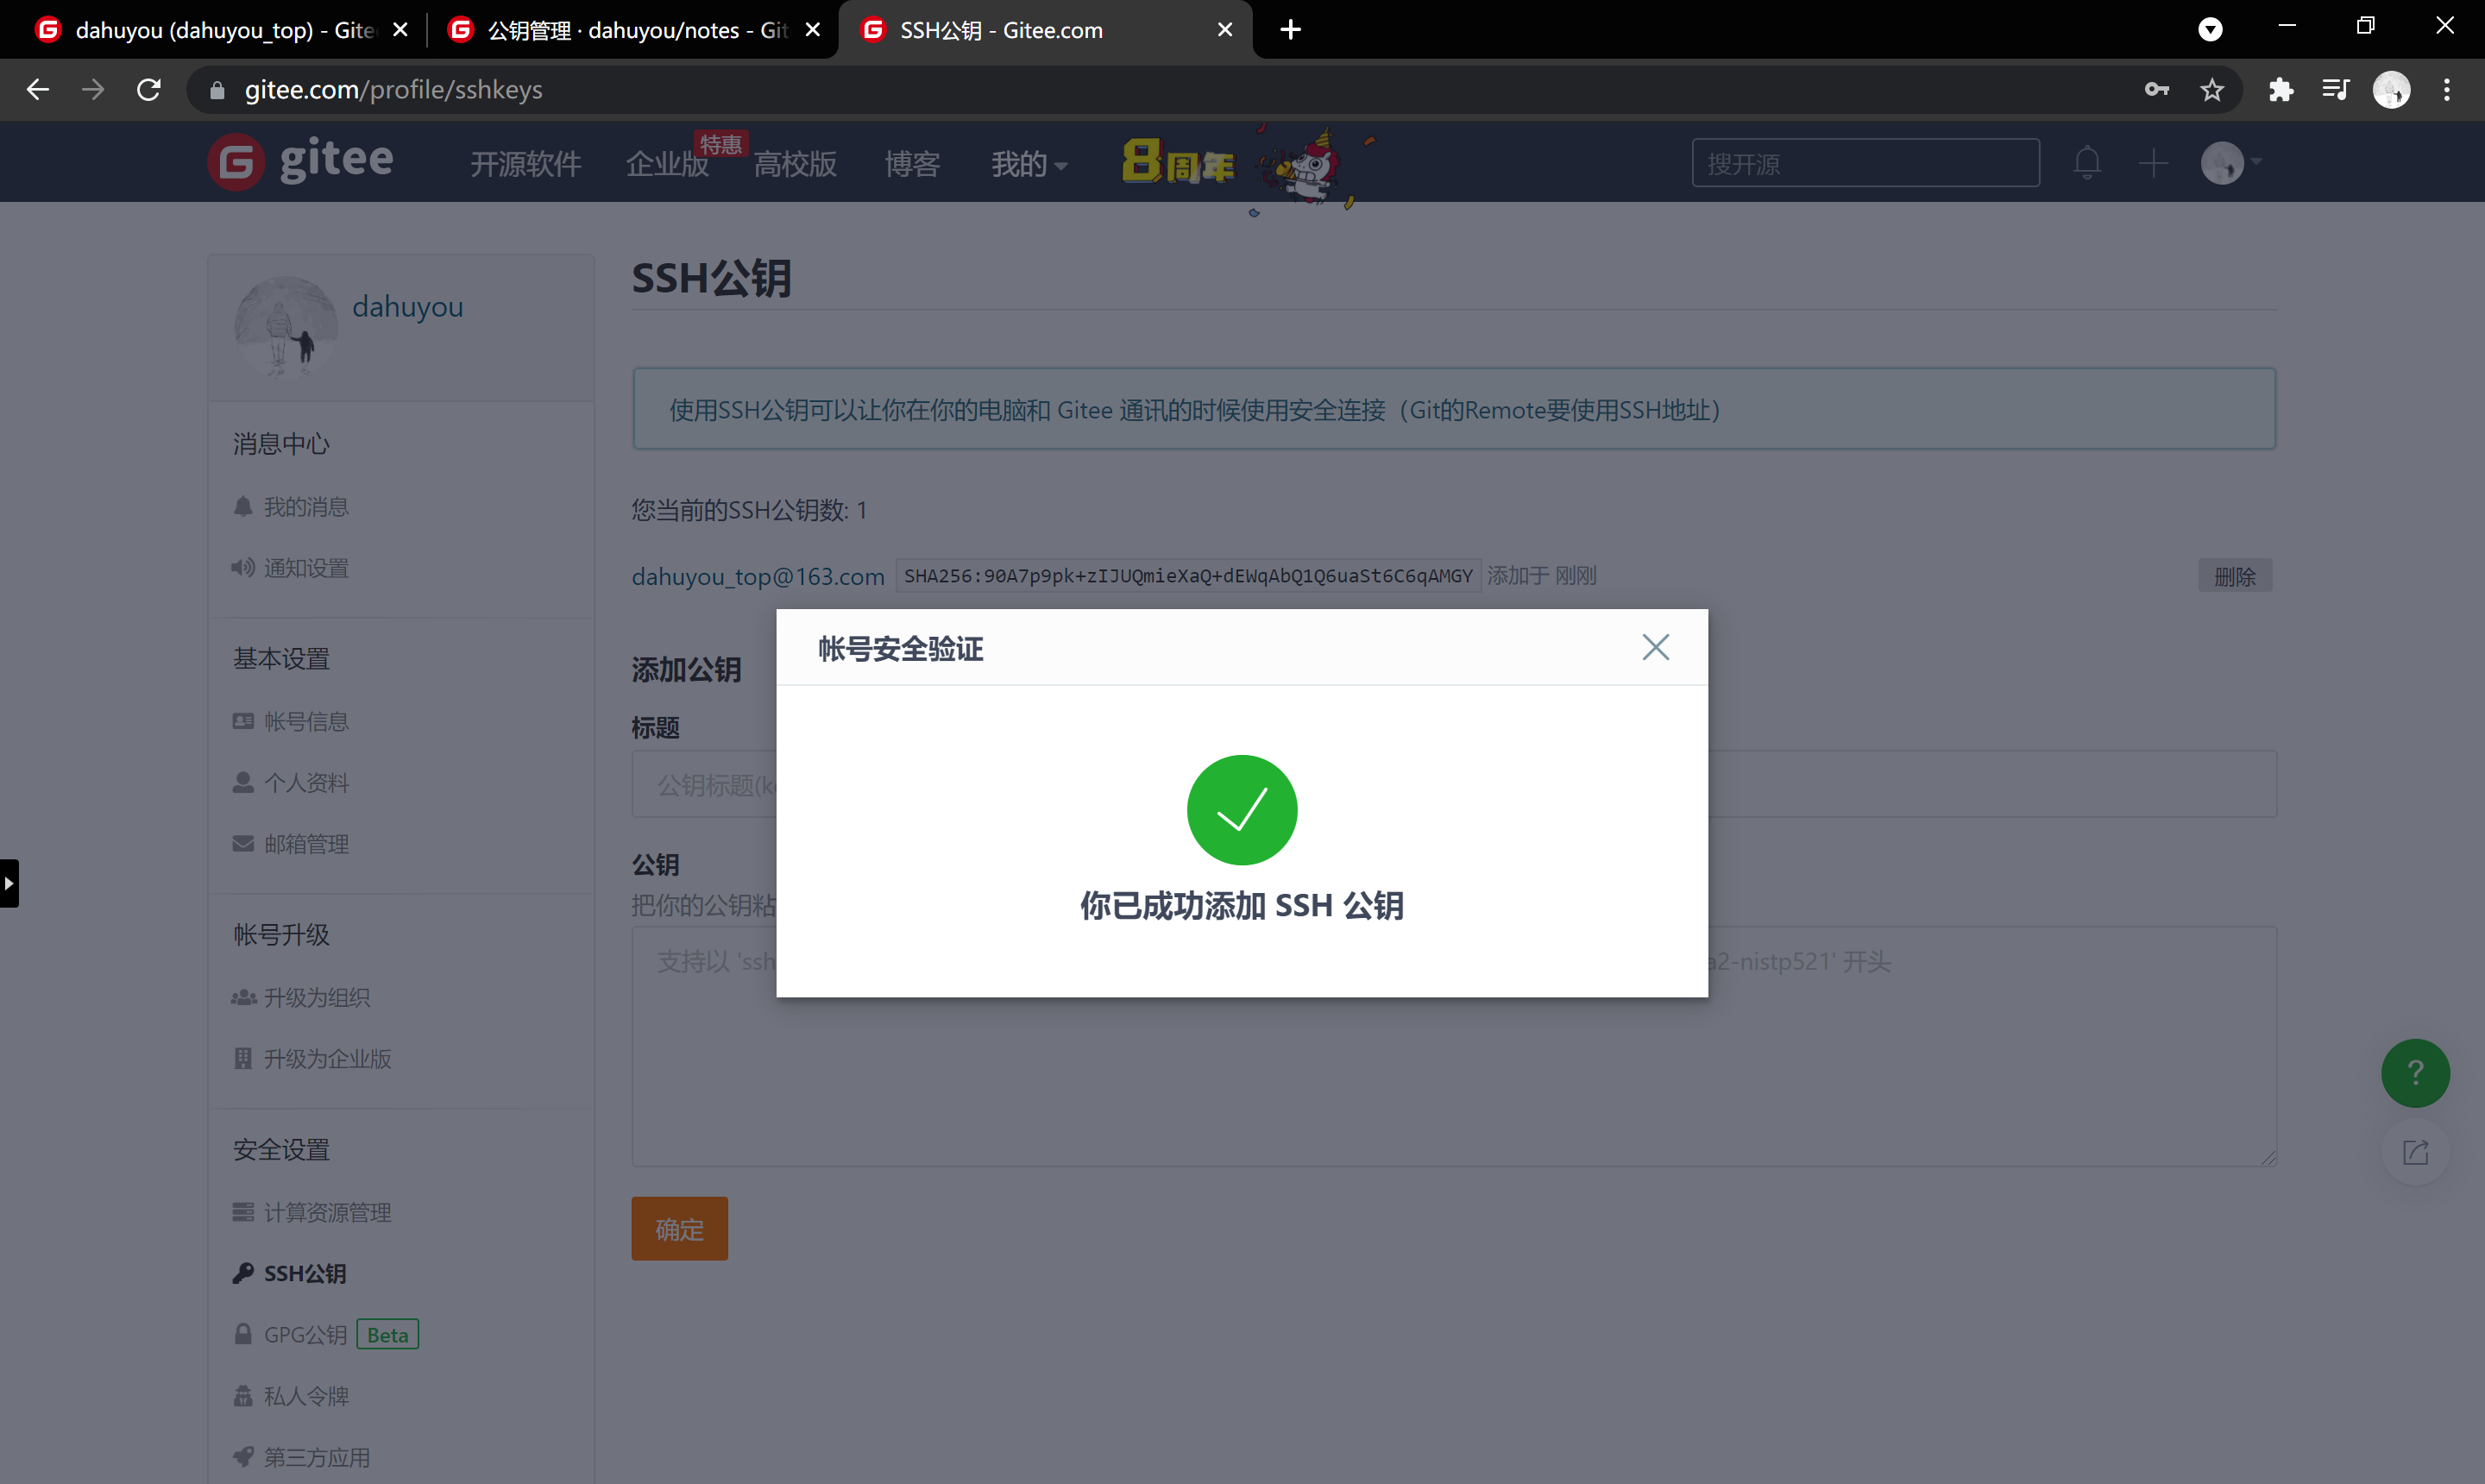 dahuyou (dahuyou_top) - Gite
公钥管理 · dahuyou/notes - Git
SSH公钥 - Gitee.com
gitee.com/profile/sshkeys
gitee
开源软件
企业版
特惠
高校版
博客
我的
8周年
搜开源
dahuyou
消息中心
我的消息
通知设置
基本设置
帐号信息
个人资料
邮箱管理
帐号升级
升级为组织
升级为企业版
安全设置
计算资源管理
SSH公钥
GPG公钥 Beta
私人令牌
第三方应用
SSH公钥
使用SSH公钥可以让你在你的电脑和 Gitee 通讯的时候使用安全连接（Git的Remote要使用SSH地址）
您当前的SSH公钥数: 1
dahuyou_top@163.com SHA256:90A7p9pk+zIJUQmieXaQ+dEWqAbQ1Q6uaSt6C6qAMGY 添加于 刚刚
删除
添加公钥
标题
公钥标题(k
公钥
把你的公钥粘
支持以 'ssh
a2-nistp521' 开头
确定
帐号安全验证
你已成功添加 SSH 公钥